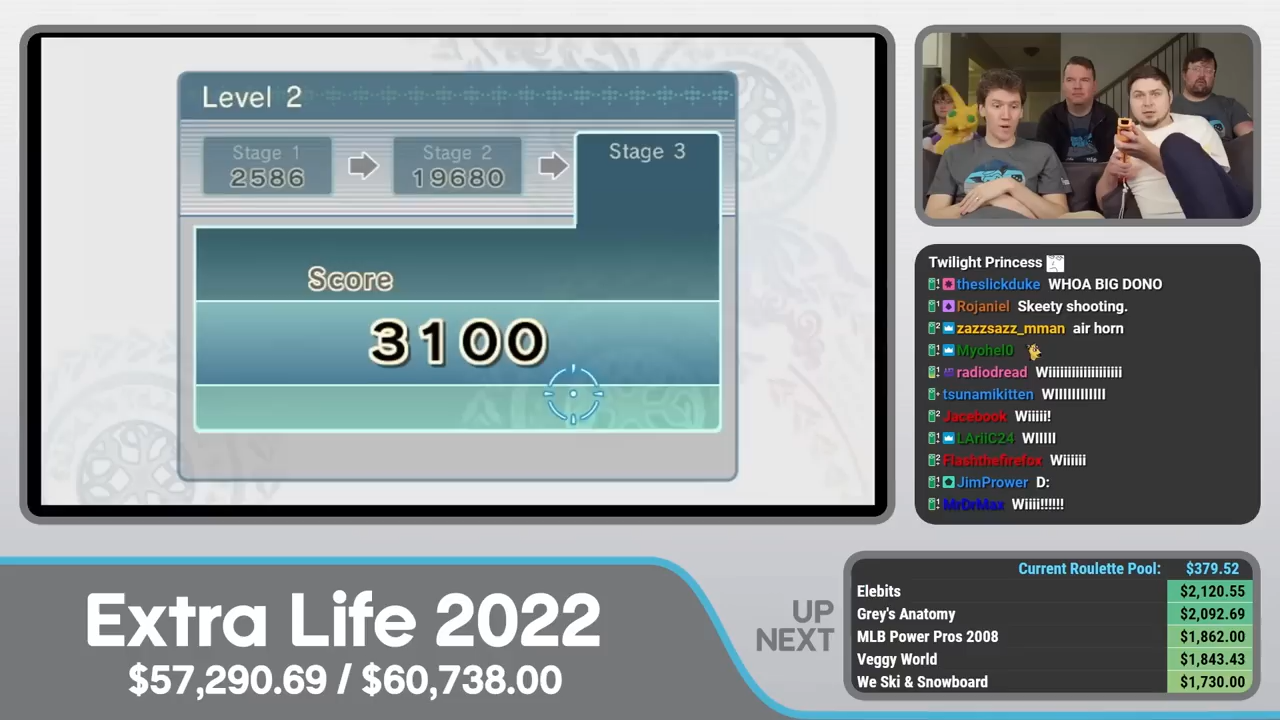 Level 2
Stage 1
2586
Stage 2
19680
Stage 3
Score
3100
Twilight Princess
theslickduke WHOA BIG DONO
Rojaniel Skeety shooting.
zazzsazz_mman air horn
Myohel0
radiodread Wiiiiiiiiiiiiiiiiiiii
tsunamikitten WIIIIIIIIIIII
Jacebook Wiiiii!
LAriiC24 WIIII
Flashthefirefox Wiiiiii
JimPrower D:
MrDrMax Wiiii!!!!!!
Extra Life 2022
$57,290.69 / $60,738.00
UP
NEXT
Current Roulette Pool: $379.52
Elebits $2,120.55
Grey's Anatomy $2,092.69
MLB Power Pros 2008 $1,862.00
Veggy World $1,843.43
We Ski & Snowboard $1,730.00